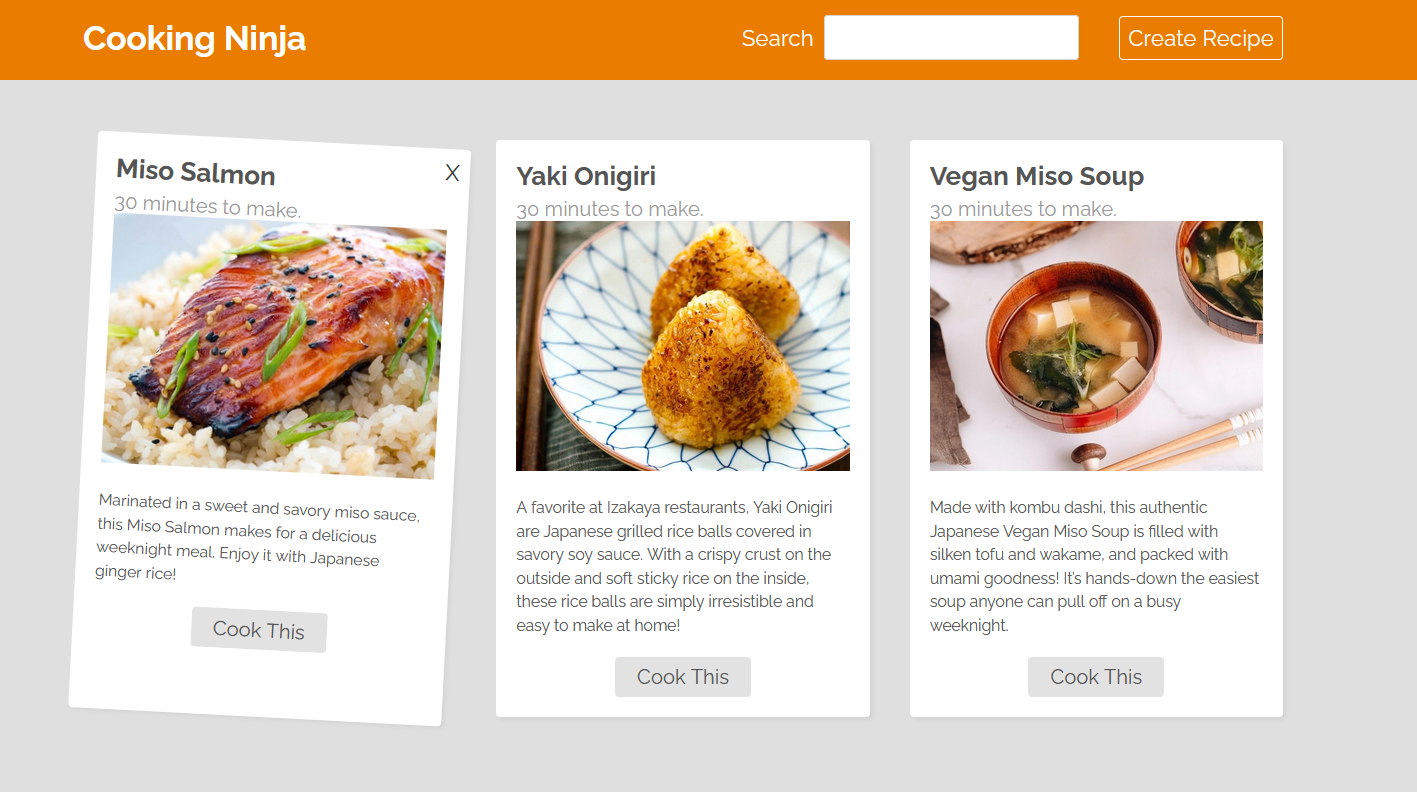 Cooking Ninja
Search
Create Recipe
Miso Salmon
X
30 minutes to make.
Marinated in a sweet and savory miso sauce,
this Miso Salmon makes for a delicious
weeknight meal. Enjoy it with Japanese
ginger rice!
Cook This
Yaki Onigiri
30 minutes to make.
A favorite at Izakaya restaurants, Yaki Onigiri
are Japanese grilled rice balls covered in
savory soy sauce. With a crispy crust on the
outside and soft sticky rice on the inside,
these rice balls are simply irresistible and
easy to make at home!
Cook This
Vegan Miso Soup
30 minutes to make.
Made with kombu dashi, this authentic
Japanese Vegan Miso Soup is filled with
silken tofu and wakame, and packed with
umami goodness! It’s hands-down the easiest
soup anyone can pull off on a busy
weeknight.
Cook This